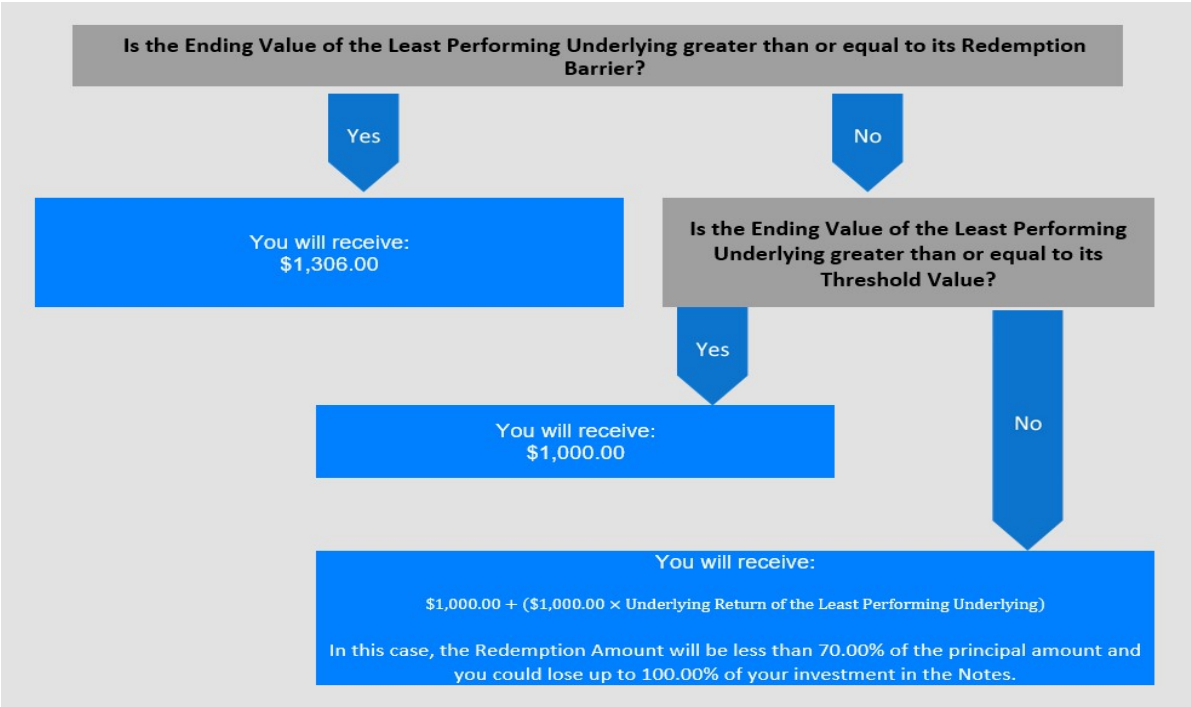 Is the Ending Value of the Least Performing Underlying greater than or equal to its Redemption
Barrier?
Yes
No
You will receive:
$1,306.00
Is the Ending Value of the Least Performing
Underlying greater than or equal to its
Threshold Value?
Yes
No
You will receive:
$1,000.00
You will receive:
$1,000.00 + ($1,000.00 × Underlying Return of the Least Performing Underlying)
In this case, the Redemption Amount will be less than 70.00% of the principal amount and
you could lose up to 100.00% of your investment in the Notes.